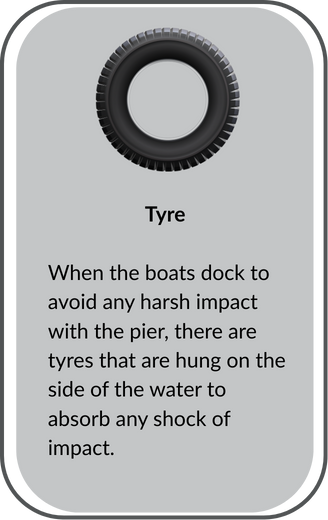 Tyre
When the boats dock to
avoid any harsh impact
with the pier, there are
tyres that are hung on the
side of the water to
absorb any shock of
impact.